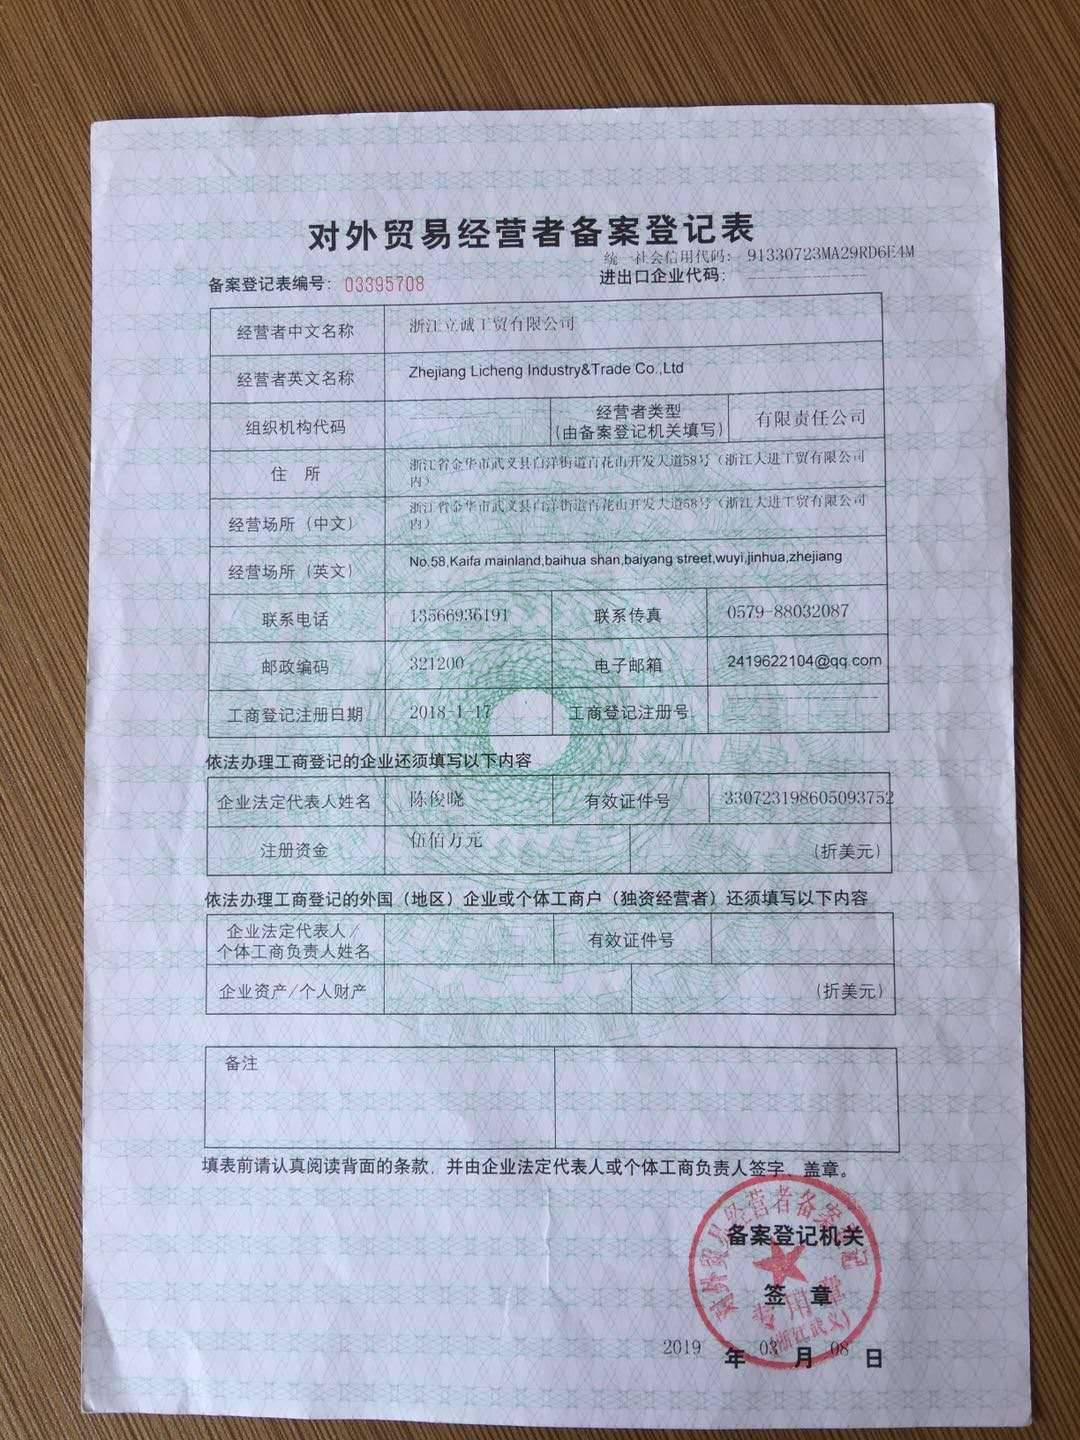 对外贸易经营者备案登记表
统一社会信用代码： 91330723MA29RD6E4M
备案登记表编号： 03395708
进出口企业代码：
经营者中文名称 浙江立诚工贸有限公司
经营者英文名称 Zhejiang Licheng Industry&Trade Co.,Ltd
组织机构代码 经营者类型 有限责任公司
(由备案登记机关填写)
住 所 浙江省金华市武义县白洋街道百花山开发大道58号（浙江大进工贸有限公司
内）
经营场所（中文） 浙江省金华市武义县白洋街道百花山开发大道58号（浙江大进工贸有限公司
内）
经营场所（英文） No.58,Kaifa mainland,baihua shan,baiyang street,wuyi,jinhua,zhejiang
联系电话 13566936191 联系传真 0579-88032087
邮政编码 321200 电子邮箱 2419622104@qq.com
工商登记注册日期 2018-1-17 工商登记注册号
依法办理工商登记的企业还须填写以下内容
企业法定代表人姓名 陈俊晓 有效证件号 330723198605093752
注册资金 伍佰万元 (折美元)
依法办理工商登记的外国（地区）企业或个体工商户（独资经营者）还须填写以下内容
企业法定代表人/
个体工商负责人姓名 有效证件号
企业资产/个人财产 (折美元)
备注
填表前请认真阅读背面的条款，并由企业法定代表人或个体工商负责人签字、盖章。
对外贸易经营者备案登记
备案登记机关
签 章
专用章
(浙江武义)
2019 年 03 月 08 日